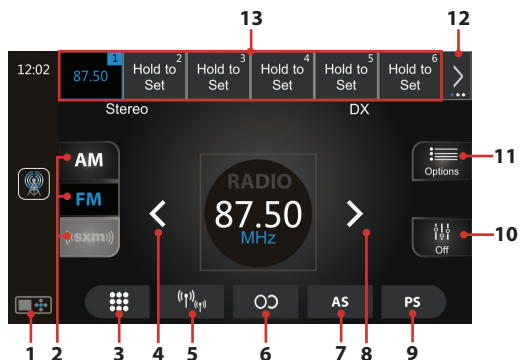 13
12
12:02
87.50
1
Hold to Set
2
Hold to Set
3
Hold to Set
4
Hold to Set
5
Hold to Set
6
Stereo
DX
AM
FM
((sxm))
RADIO
87.50
MHz
Options
11
Off
10
AS
PS
1
2
3
4
5
6
7
8
9